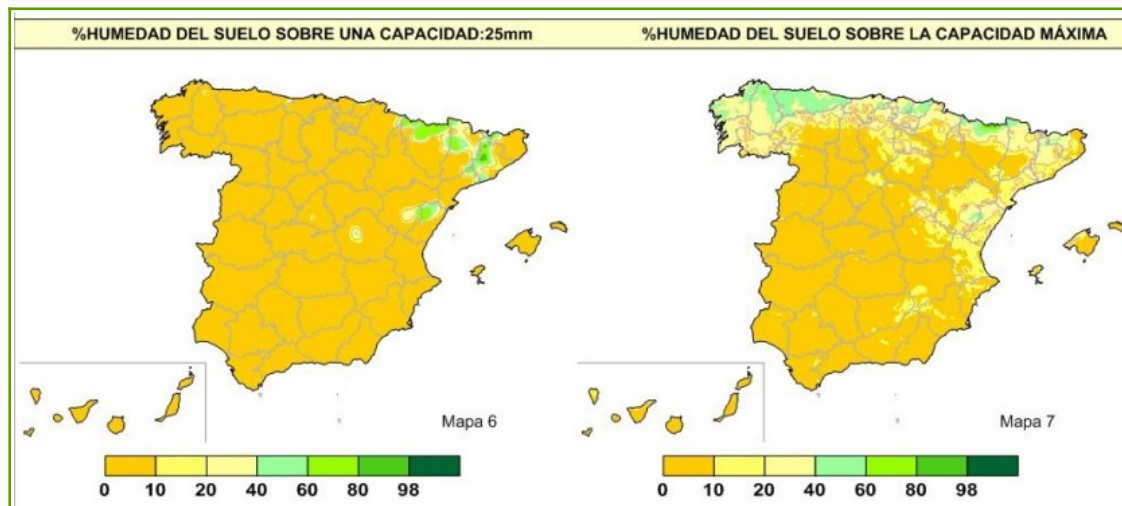 %HUMEDAD DEL SUELO SOBRE UNA CAPACIDAD:25mm
%HUMEDAD DEL SUELO SOBRE LA CAPACIDAD MÁXIMA
Mapa 6
Mapa 7
0 10 20 40 60 80 98
0 10 20 40 60 80 98